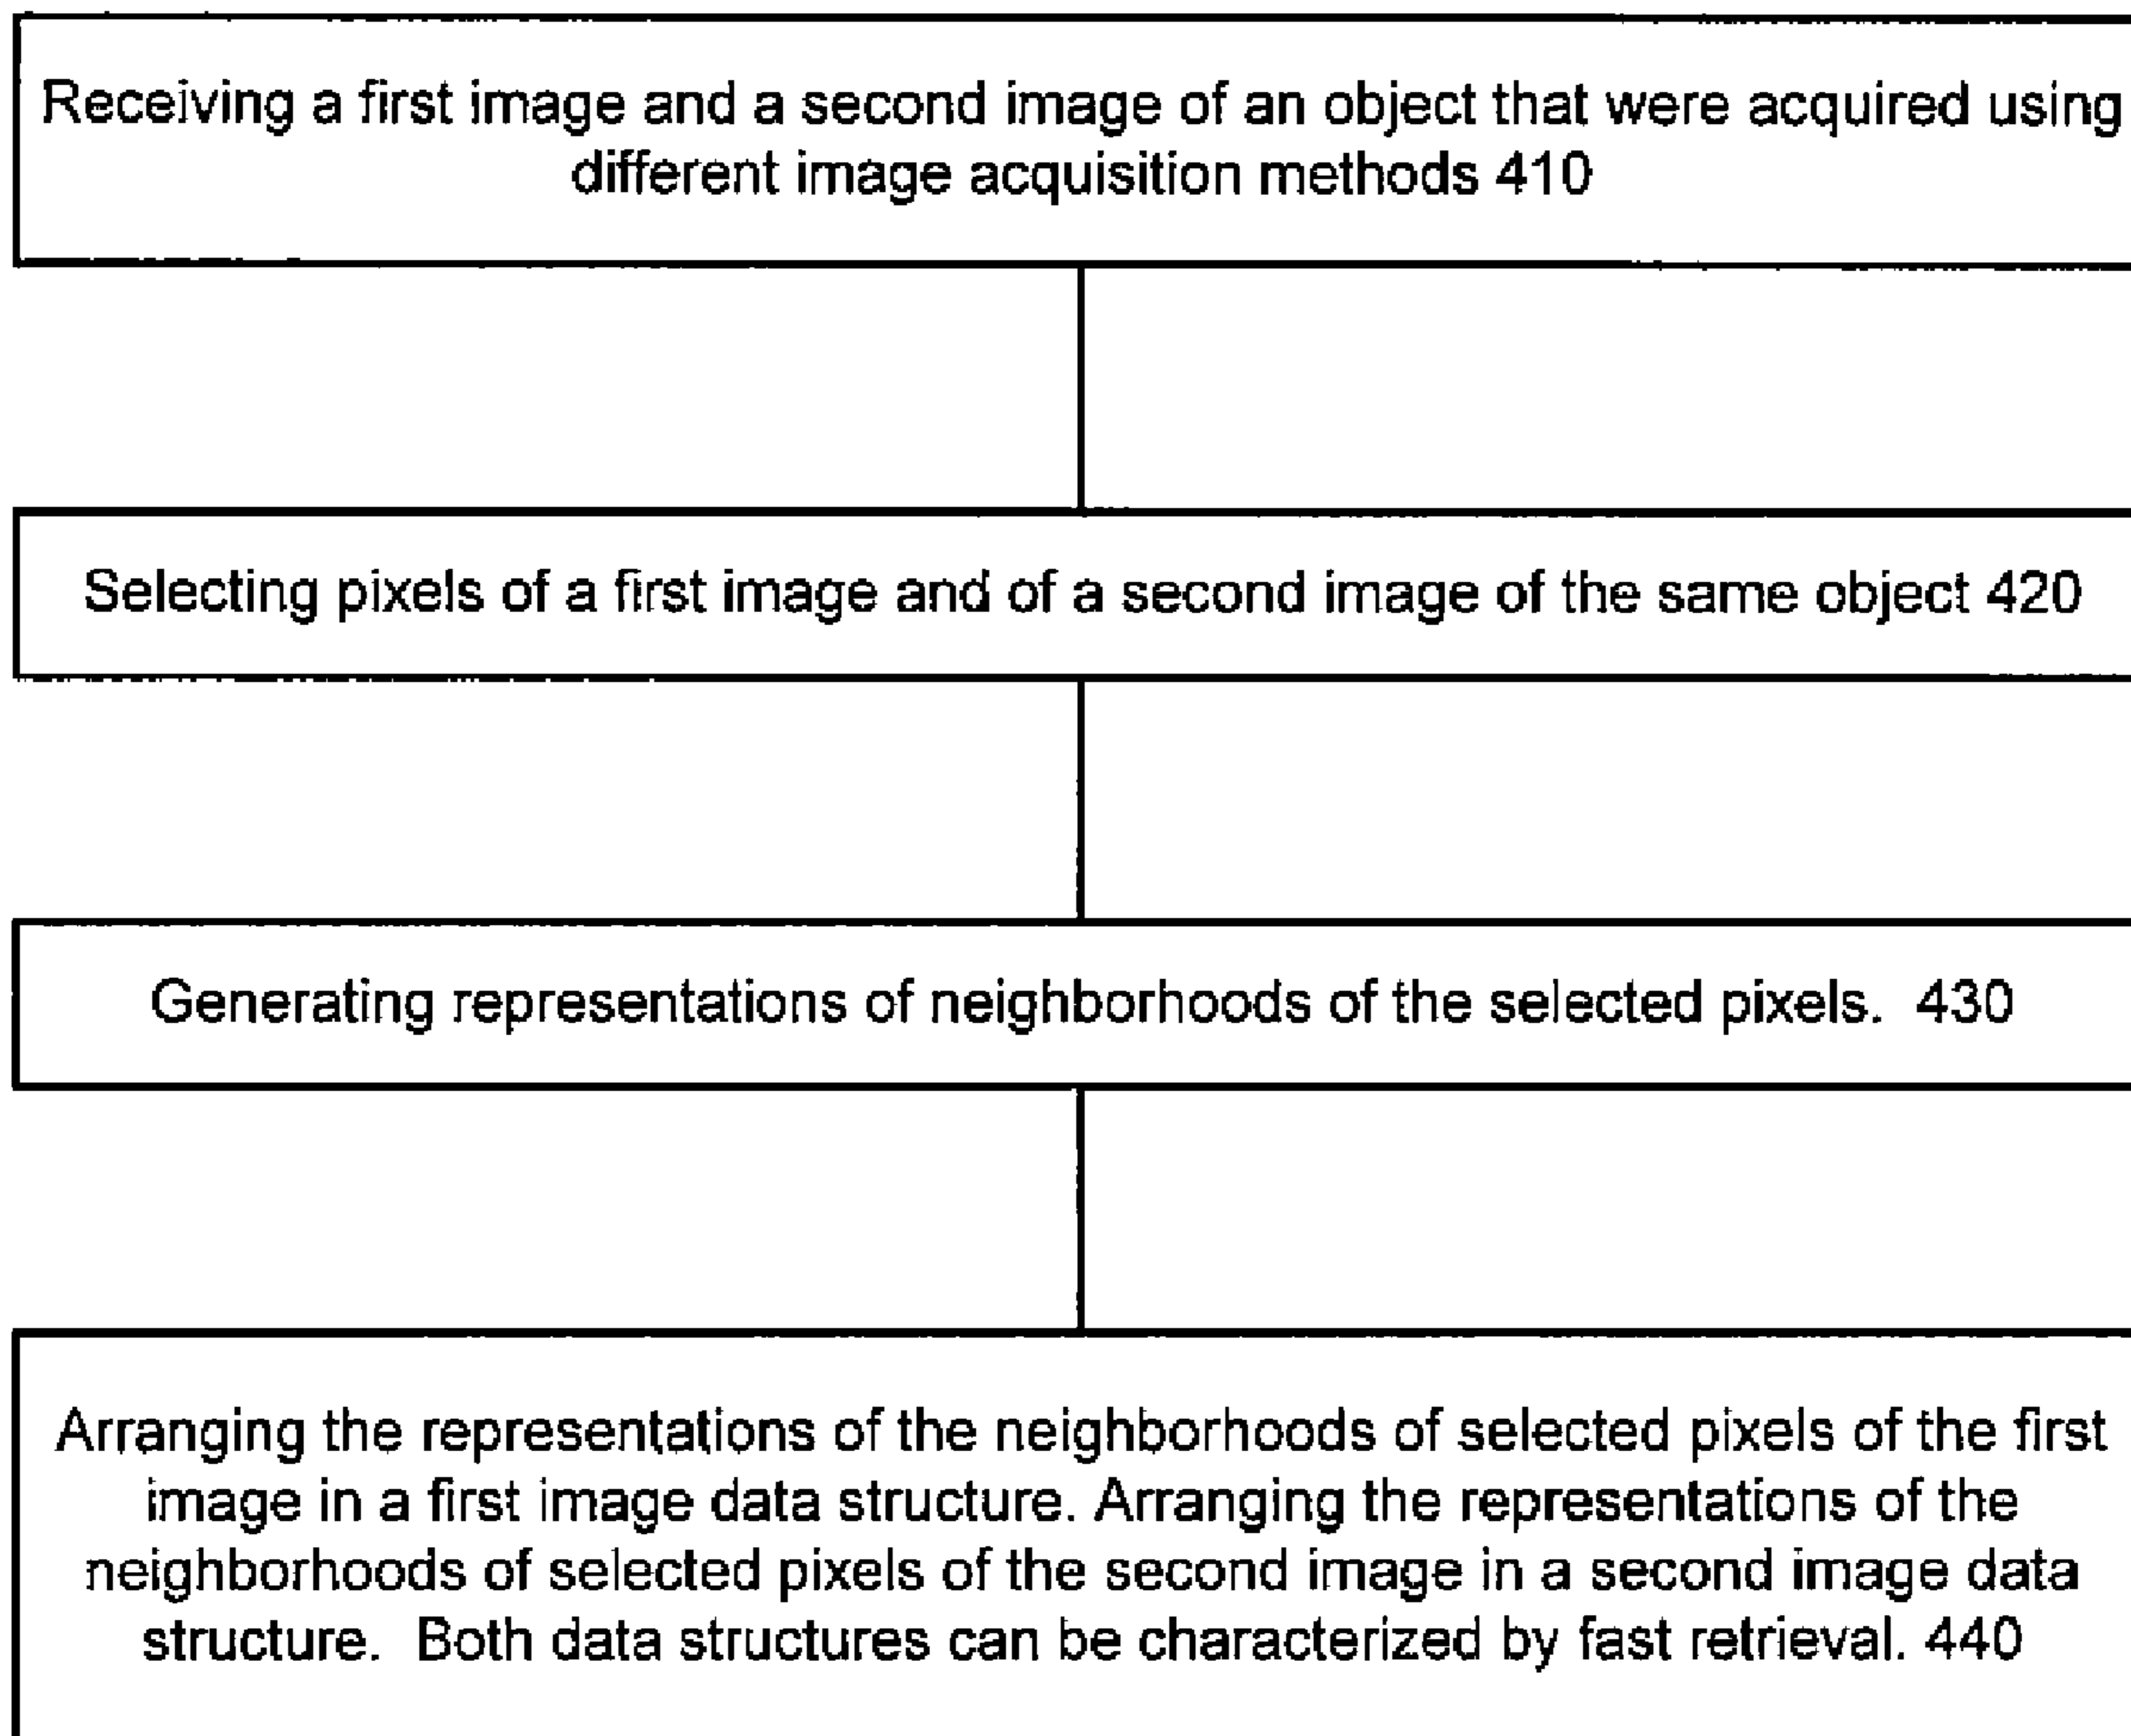 Receiving a first image and a second image of an object that were acquired using
different image acquisition methods 410
Selecting pixels of a first image and of a second image of the same object 420
Generating representations of neighborhoods of the selected pixels. 430
Arranging the representations of the neighborhoods of selected pixels of the first
image in a first image data structure. Arranging the representations of the
neighborhoods of selected pixels of the second image in a second image data
structure. Both data structures can be characterized by fast retrieval. 440